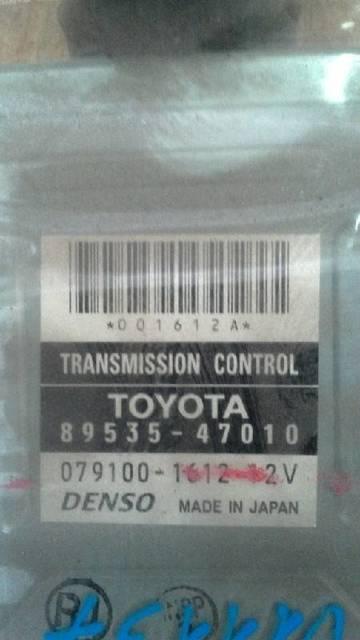 *001612A*
TRANSMISSION CONTROL
TOYOTA
89535-47010
079100-1612 12V
DENSO MADE IN JAPAN